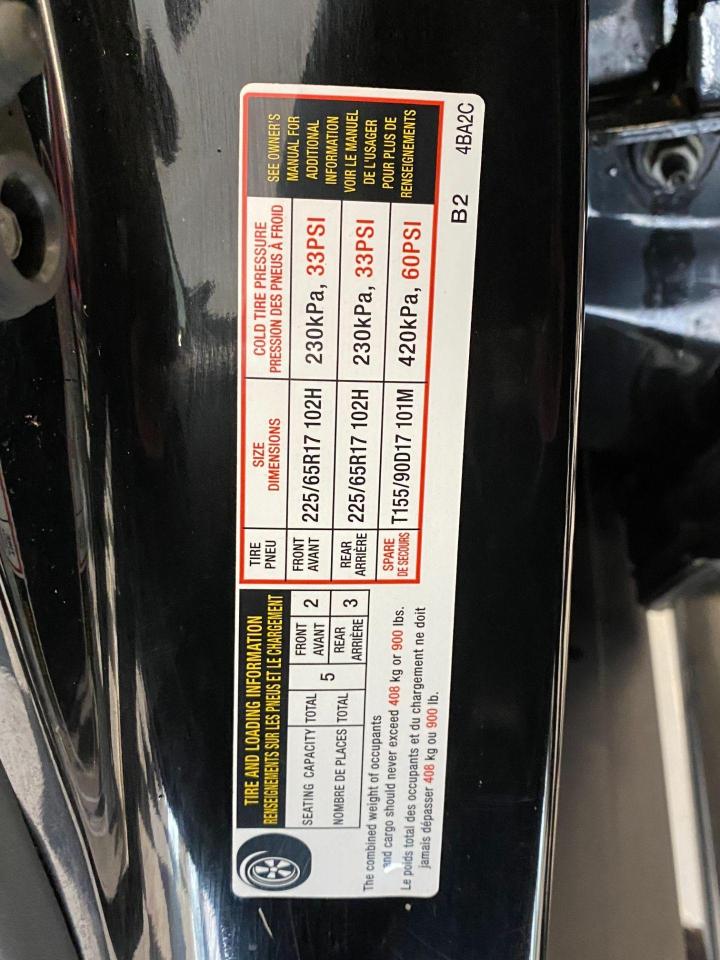 TIRE AND LOADING INFORMATION
RENSEIGNEMENTS SUR LES PNEUS ET LE CHARGEMENT
SEATING CAPACITY
NOMBRE DE PLACES
TOTAL
TOTAL
5
FRONT
AVANT
2
REAR
ARRIÈRE
3
The combined weight of occupants
and cargo should never exceed 408 kg or 900 lbs.
Le poids total des occupants et du chargement ne doit
jamais dépasser 408 kg ou 900 lb.
TIRE
PNEU
SIZE
DIMENSIONS
COLD TIRE PRESSURE
PRESSION DES PNEUS À FROID
FRONT
AVANT
225/65R17 102H
230kPa, 33PSI
REAR
ARRIÈRE
225/65R17 102H
230kPa, 33PSI
SPARE
DE SECOURS
T155/90D17 101M
420kPa, 60PSI
SEE OWNER'S
MANUAL FOR
ADDITIONAL
INFORMATION
VOIR LE MANUEL
DE L'USAGER
POUR PLUS DE
RENSEIGNEMENTS
B2 4BA2C